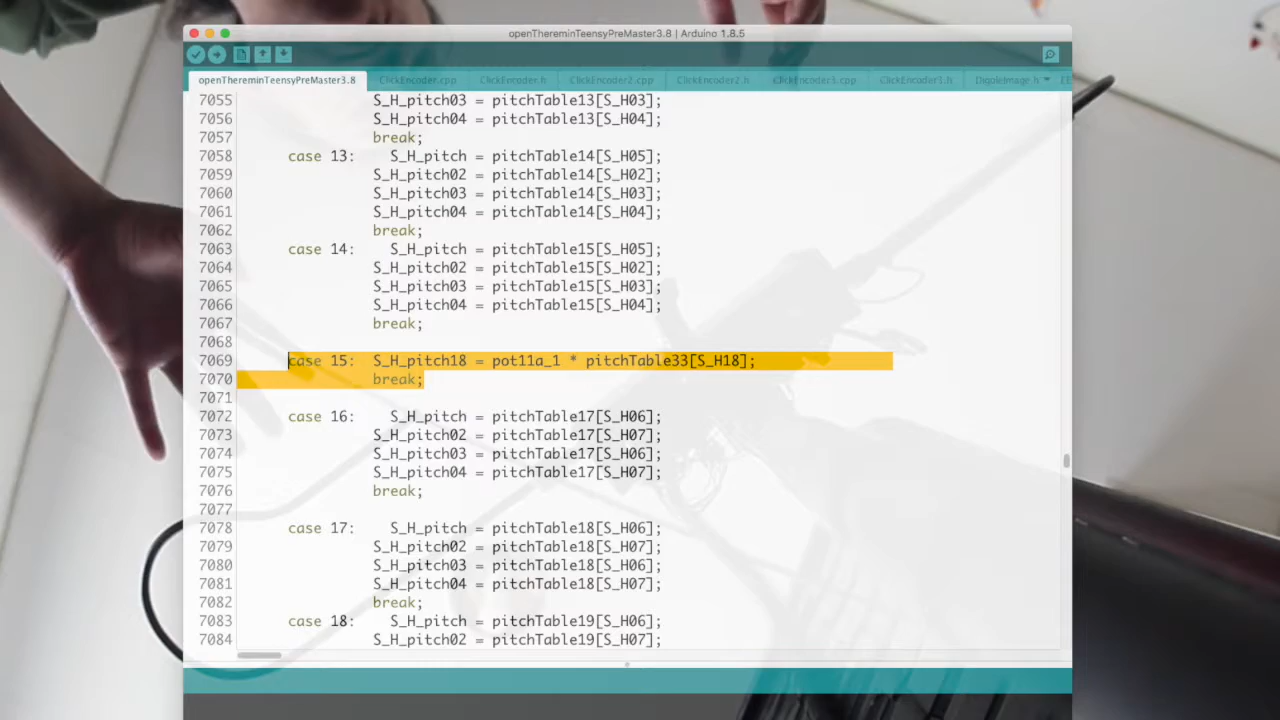 openThereminTeensyPreMaster3.8 | Arduino 1.8.5
openThereminTeensyPreMaster3.8 ClickEncoder.cpp ClickEncoder.h ClickEncoder2.cpp ClickEncoder2.h ClickEncoder3.cpp ClickEncoder3.h DigoleImage.h
7055 S_H_pitch03 = pitchTable13[S_H03];
7056 S_H_pitch04 = pitchTable13[S_H04];
7057 break;
7058 case 13: S_H_pitch = pitchTable14[S_H05];
7059 S_H_pitch02 = pitchTable14[S_H02];
7060 S_H_pitch03 = pitchTable14[S_H03];
7061 S_H_pitch04 = pitchTable14[S_H04];
7062 break;
7063 case 14: S_H_pitch = pitchTable15[S_H05];
7064 S_H_pitch02 = pitchTable15[S_H02];
7065 S_H_pitch03 = pitchTable15[S_H03];
7066 S_H_pitch04 = pitchTable15[S_H04];
7067 break;
7068
7069 case 15: S_H_pitch18 = pot11a_1 * pitchTable33[S_H18];
7070 break;
7071
7072 case 16: S_H_pitch = pitchTable17[S_H06];
7073 S_H_pitch02 = pitchTable17[S_H07];
7074 S_H_pitch03 = pitchTable17[S_H06];
7075 S_H_pitch04 = pitchTable17[S_H07];
7076 break;
7077
7078 case 17: S_H_pitch = pitchTable18[S_H06];
7079 S_H_pitch02 = pitchTable18[S_H07];
7080 S_H_pitch03 = pitchTable18[S_H06];
7081 S_H_pitch04 = pitchTable18[S_H07];
7082 break;
7083 case 18: S_H_pitch = pitchTable19[S_H06];
7084 S_H_pitch02 = pitchTable19[S_H07];